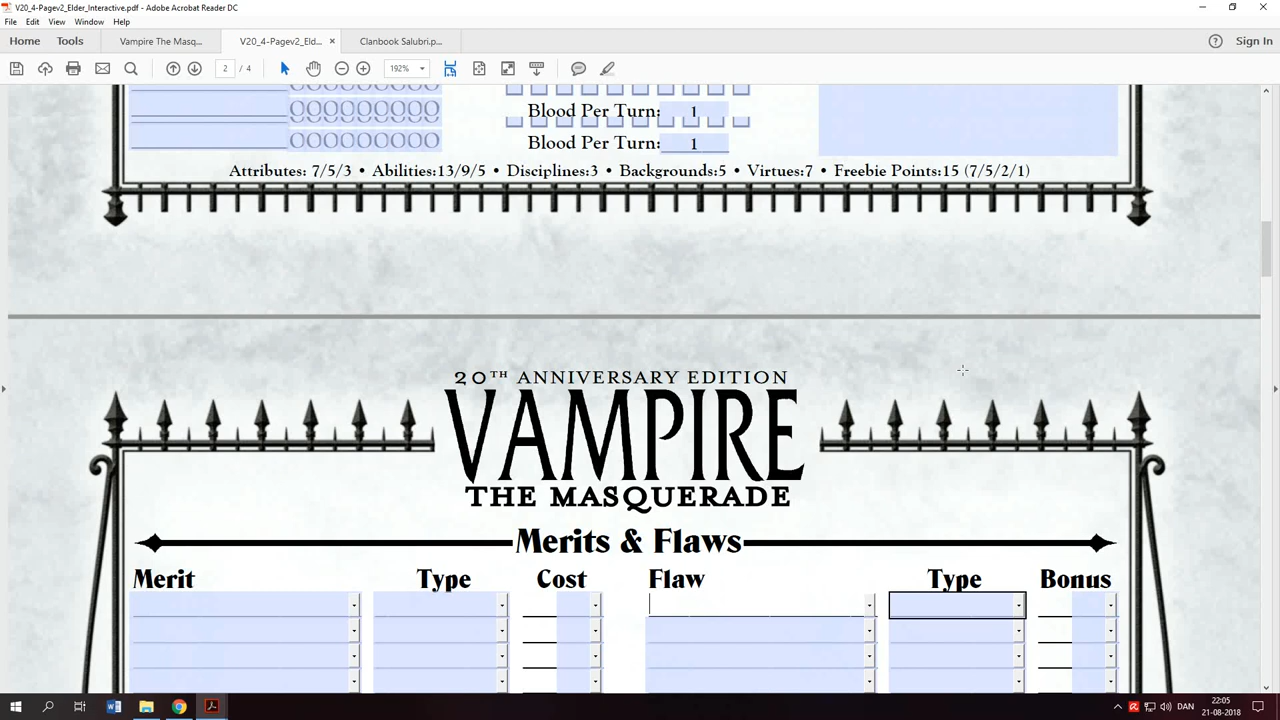 V20_4-Pagev2_Elder_Interactive.pdf - Adobe Acrobat Reader DC
File Edit View Window Help
Home Tools Vampire The Masq... V20_4-Pagev2_Eld... × Clanbook Salubri.p... ? Sign In
2 / 4 192%
Blood Per Turn: 1
Blood Per Turn: 1
Attributes: 7/5/3 • Abilities:13/9/5 • Disciplines:3 • Backgrounds:5 • Virtues:7 • Freebie Points:15 (7/5/2/1)
20TH ANNIVERSARY EDITION
VAMPIRE
THE MASQUERADE
Merits & Flaws
Merit Type Cost Flaw Type Bonus
DAN 22:05
21-08-2018